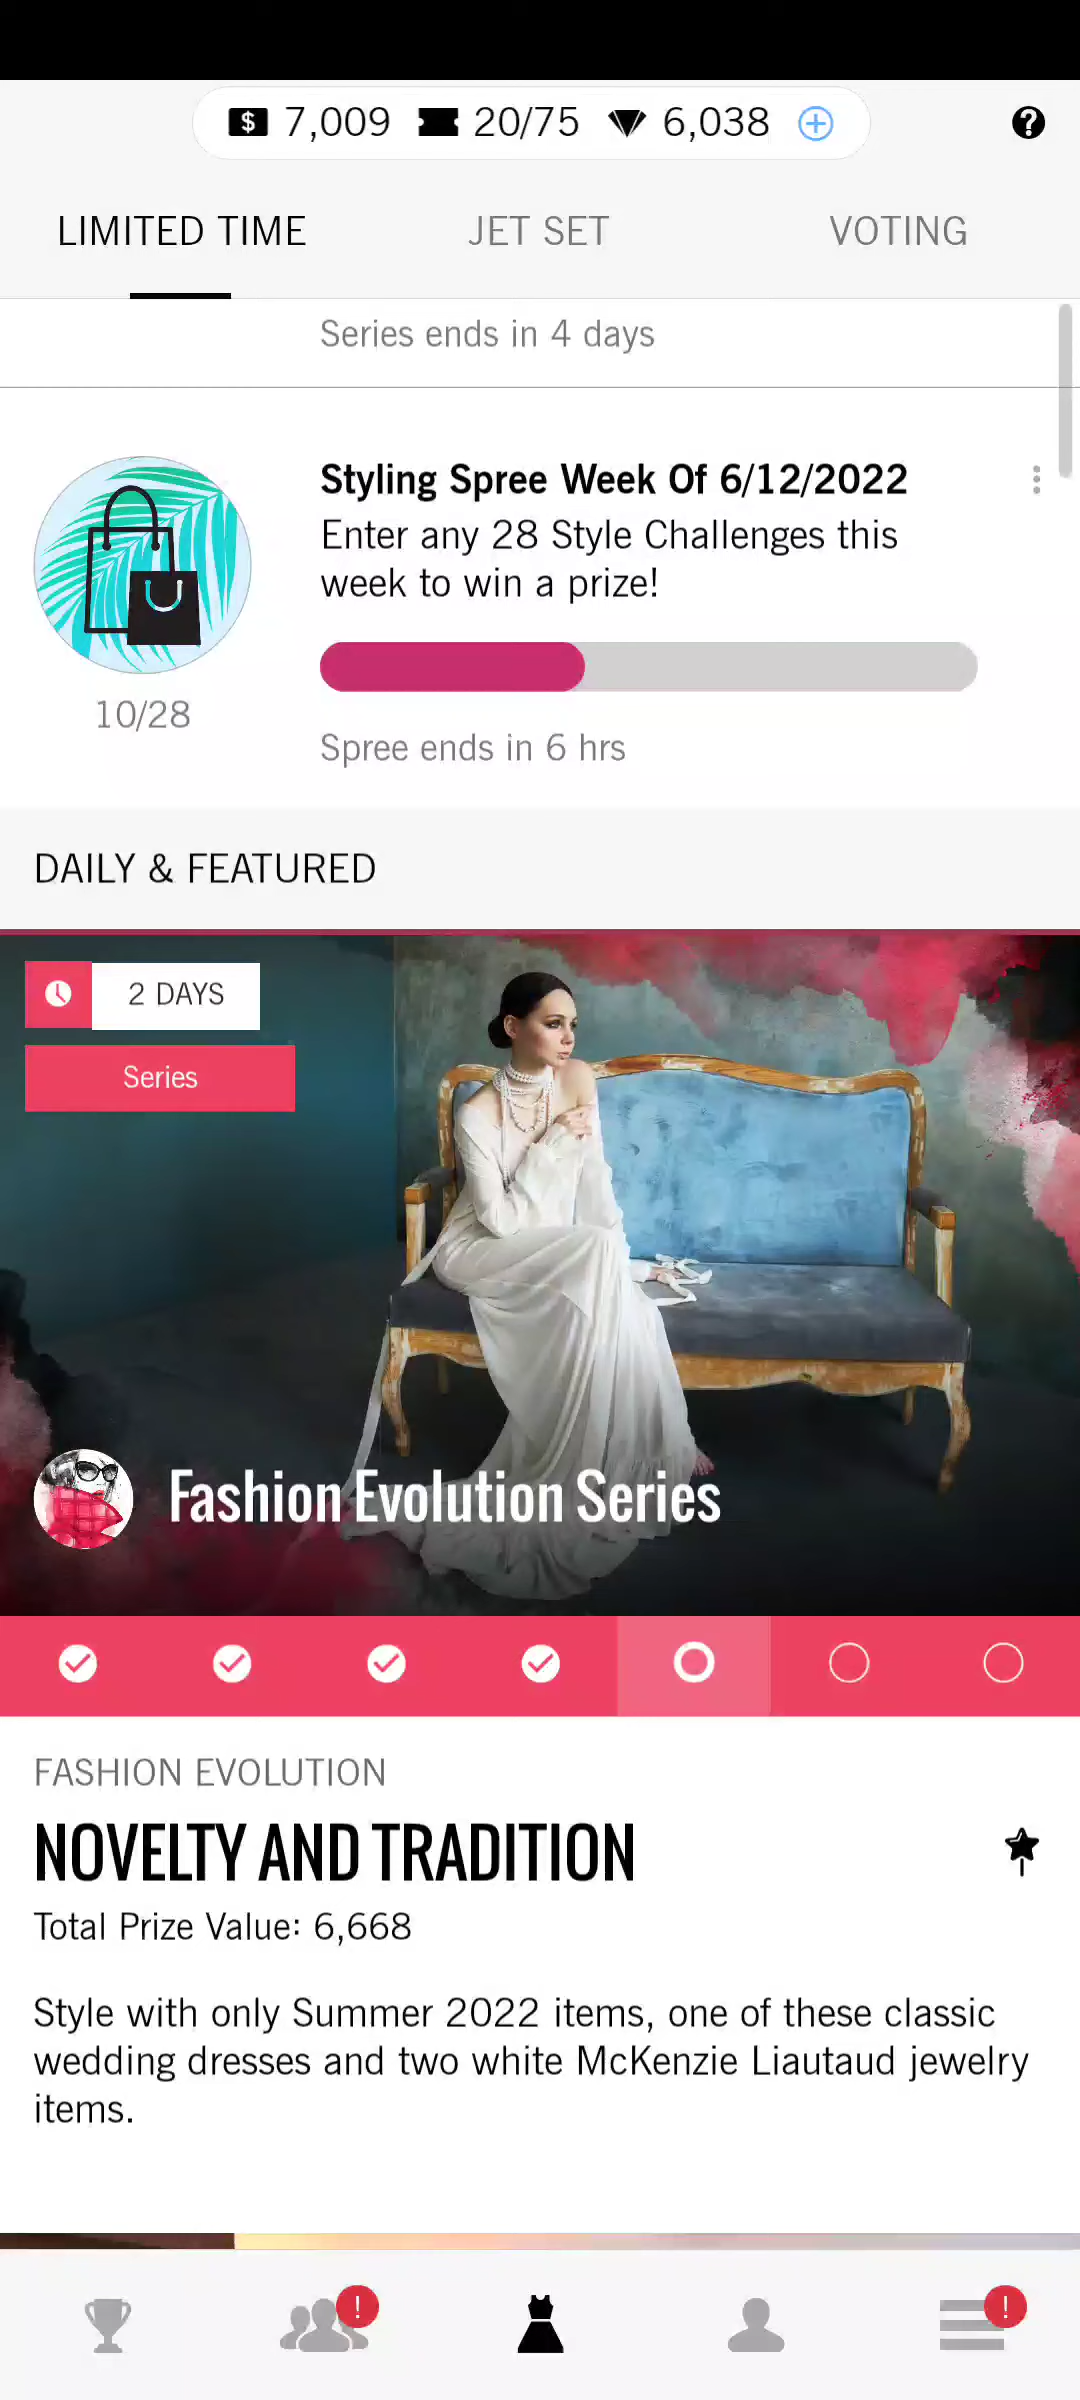 $ 7,009 20/75 6,038
LIMITED TIME JET SET VOTING
Series ends in 4 days
Styling Spree Week Of 6/12/2022
Enter any 28 Style Challenges this
week to win a prize!
10/28
Spree ends in 6 hrs
DAILY & FEATURED
2 DAYS
Series
Fashion Evolution Series
FASHION EVOLUTION
NOVELTY AND TRADITION
Total Prize Value: 6,668
Style with only Summer 2022 items, one of these classic
wedding dresses and two white McKenzie Liautaud jewelry
items.